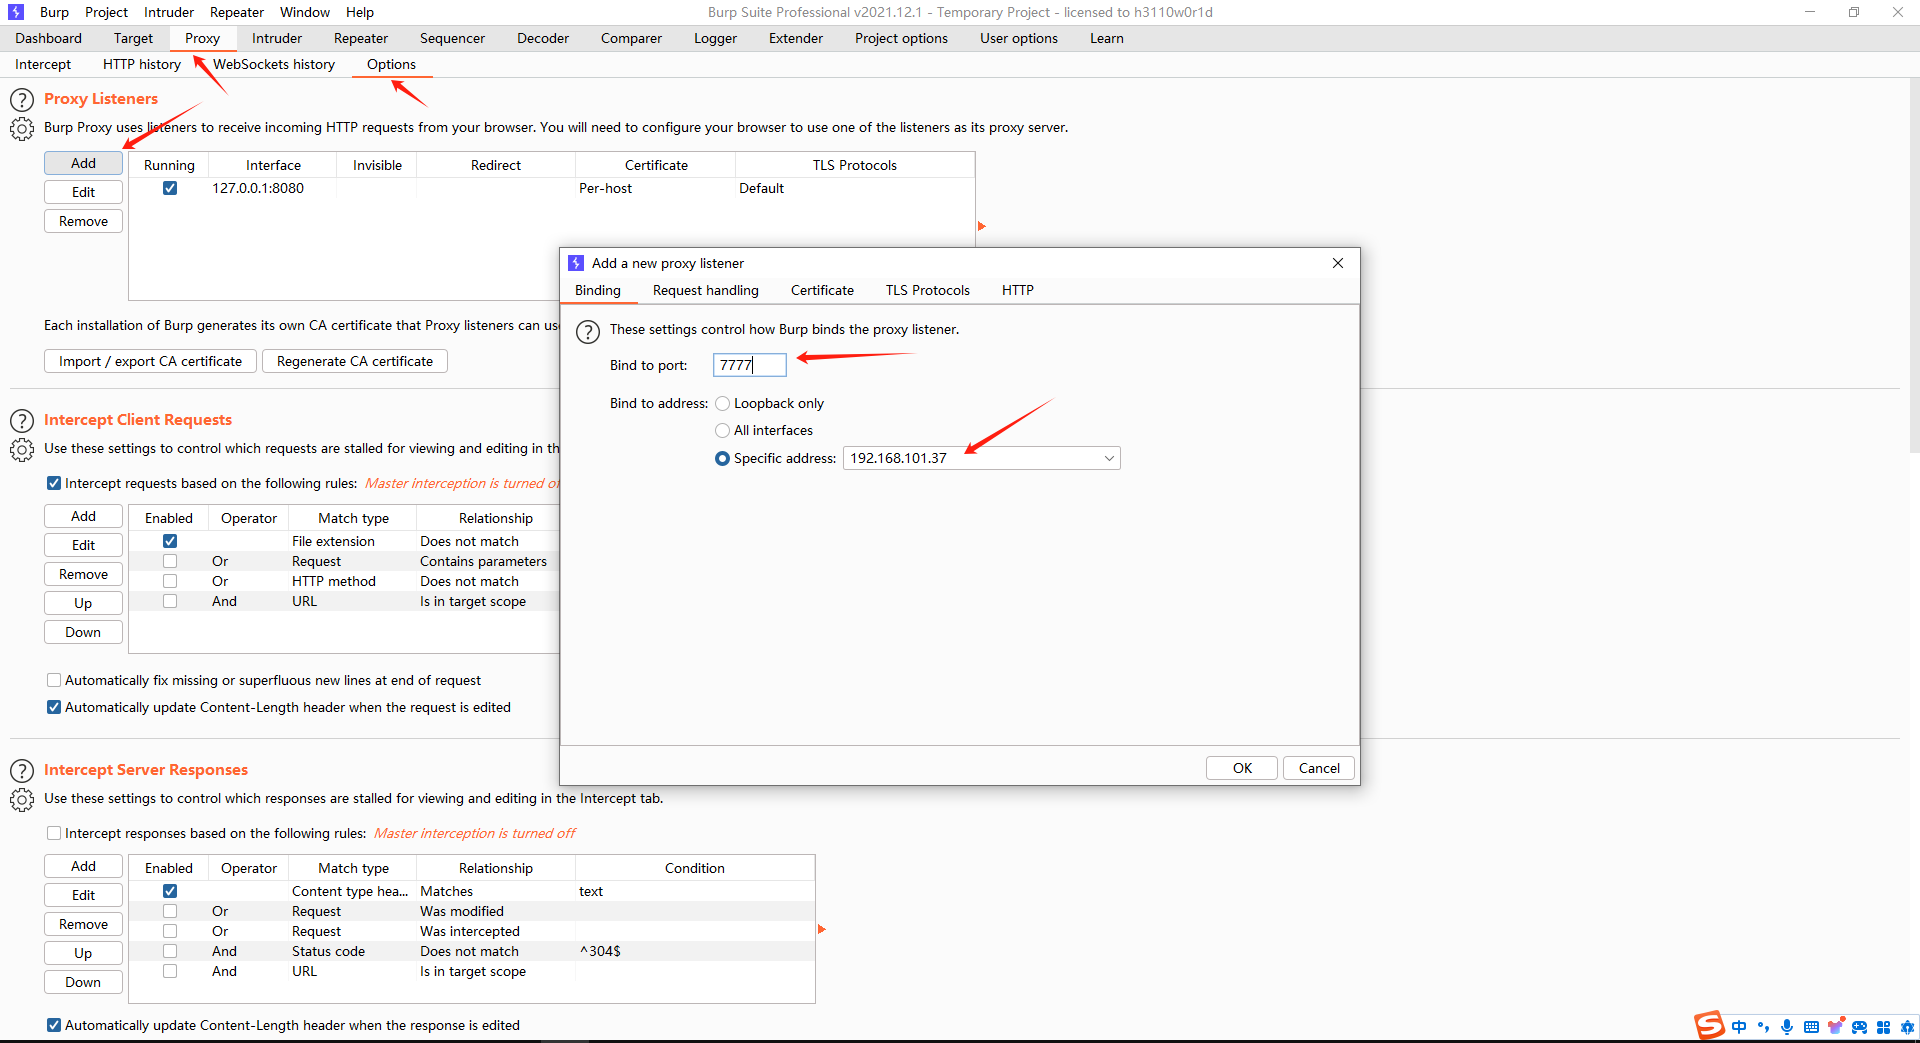 Burp Project Intruder Repeater Window Help
Burp Suite Professional v2021.12.1 - Temporary Project - licensed to h3110w0r1d
Dashboard Target Proxy Intruder Repeater Sequencer Decoder Comparer Logger Extender Project options User options Learn
Intercept HTTP history WebSockets history Options
Proxy Listeners
Burp Proxy uses listeners to receive incoming HTTP requests from your browser. You will need to configure your browser to use one of the listeners as its proxy server.
Add
Edit
Remove
Running Interface Invisible Redirect Certificate TLS Protocols
127.0.0.1:8080 Per-host Default
Each installation of Burp generates its own CA certificate that Proxy listeners can us
Import / export CA certificate Regenerate CA certificate
Add a new proxy listener
Binding Request handling Certificate TLS Protocols HTTP
These settings control how Burp binds the proxy listener.
Bind to port: 7777
Bind to address: Loopback only
All interfaces
Specific address: 192.168.101.37
OK Cancel
Intercept Client Requests
Use these settings to control which requests are stalled for viewing and editing in th
Intercept requests based on the following rules: Master interception is turned o
Add
Edit
Remove
Up
Down
Enabled Operator Match type Relationship
File extension Does not match
Or Request Contains parameters
Or HTTP method Does not match
And URL Is in target scope
Automatically fix missing or superfluous new lines at end of request
Automatically update Content-Length header when the request is edited
Intercept Server Responses
Use these settings to control which responses are stalled for viewing and editing in the Intercept tab.
Intercept responses based on the following rules: Master interception is turned off
Add
Edit
Remove
Up
Down
Enabled Operator Match type Relationship Condition
Content type hea... Matches text
Or Request Was modified
Or Request Was intercepted
And Status code Does not match ^304$
And URL Is in target scope
Automatically update Content-Length header when the response is edited
中